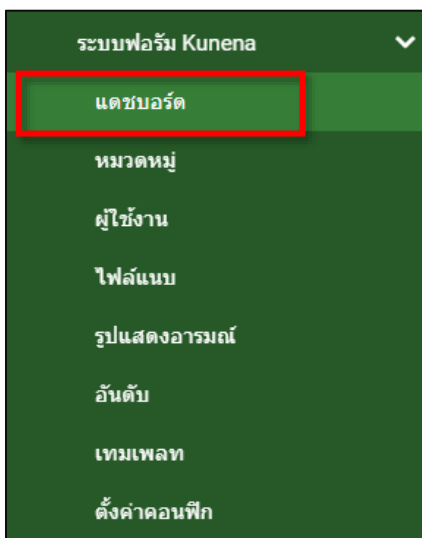 ระบบฟอรัม Kunena
แดชบอร์ด
หมวดหมู่
ผู้ใช้งาน
ไฟล์แนบ
รูปแสดงอารมณ์
อันดับ
เทมเพลท
ตั้งค่าคอนฟิก